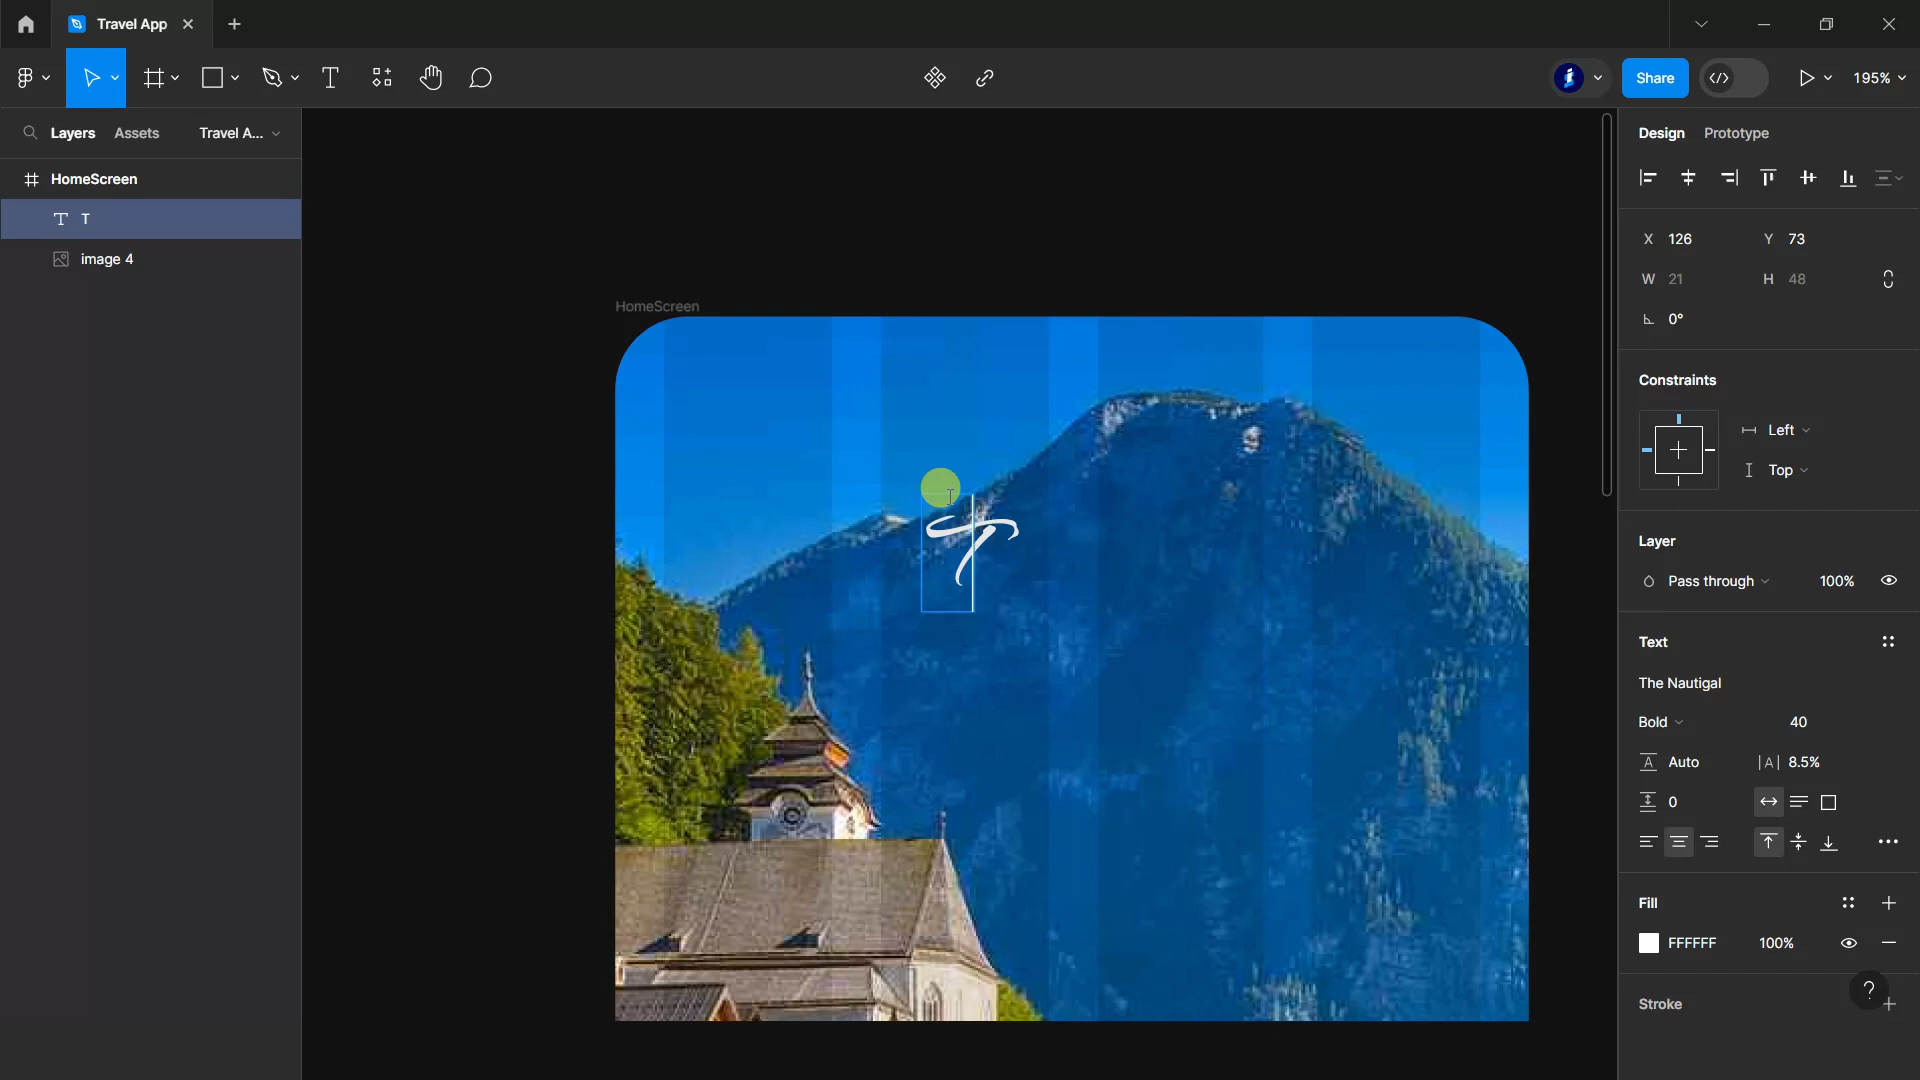 Travel App
Share
195%
Layers Assets Travel A...
Design Prototype
HomeScreen
T
image 4
HomeScreen
T
X 126 Y 73
W 21 H 48
0°
Constraints
Left
Top
Layer
Pass through 100%
Text
The Nautigal
Bold 40
Auto 8.5%
0
Fill
FFFFFF 100%
Stroke
?